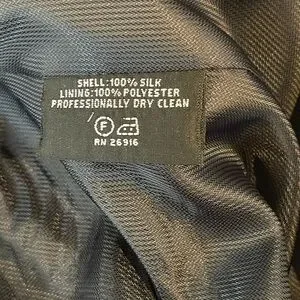 SHELL:100% SILK
LINING:100% POLYESTER
PROFESSIONALLY DRY CLEAN
F
RN 26916